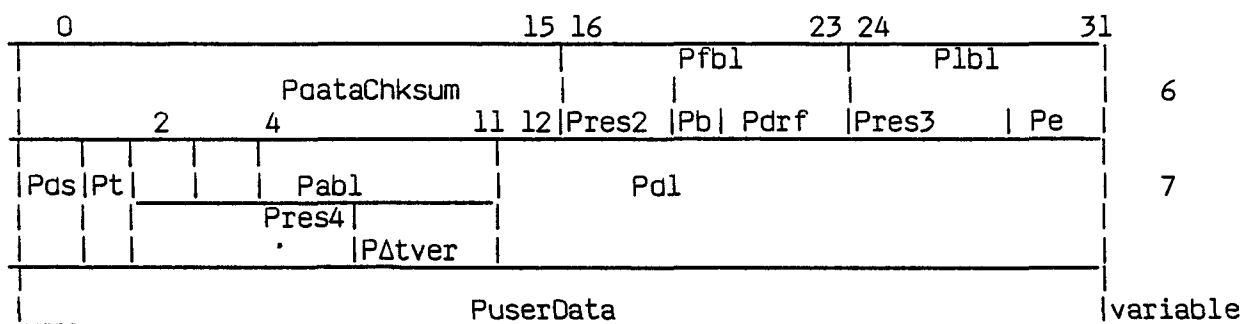 0 15 16 23 24 31
Pfbl Plbl
PdataChksum 6
2 4 11 12 Pres2 Pb Pdrf Pres3 Pe
Pds Pt Pabl Pdl 7
Pres4
PΔtver
PuserData variable